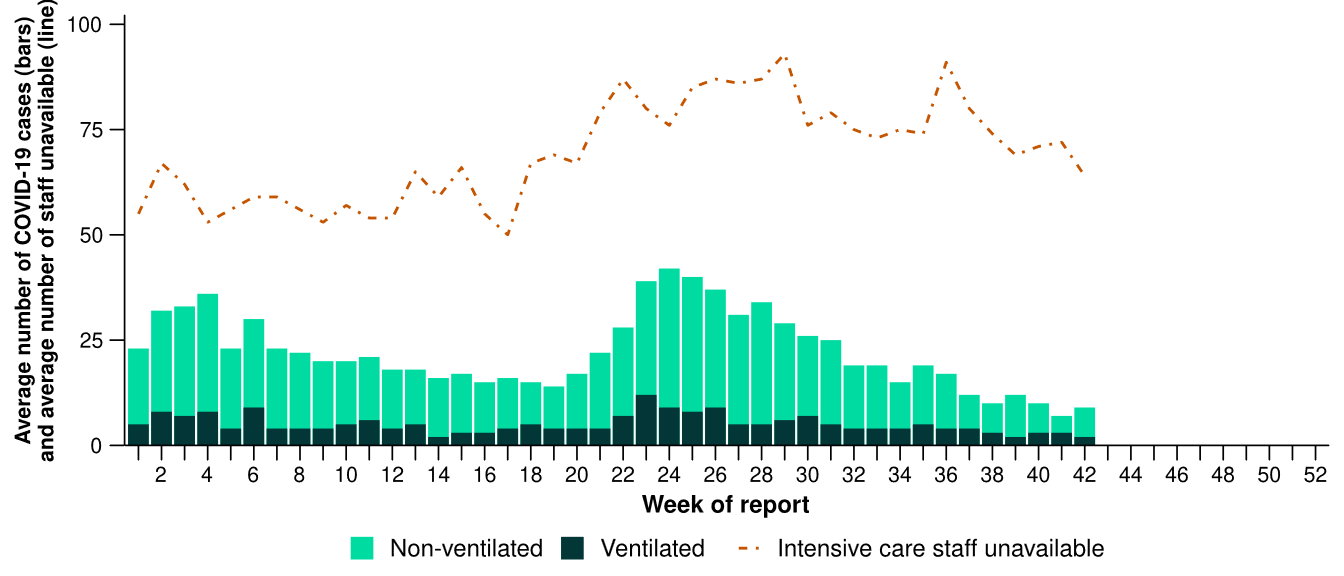 Average number of COVID-19 cases (bars)
and average number of staff unavailable (line)
100
75
50
25
0
2 4 6 8 10 12 14 16 18 20 22 24 26 28 30 32 34 36 38 40 42 44 46 48 50 52
Week of report
Non-ventilated Ventilated Intensive care staff unavailable